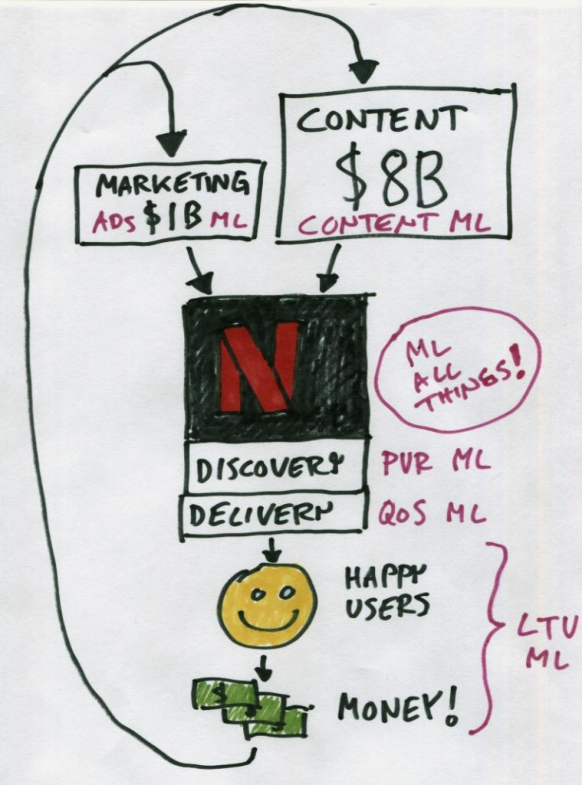 CONTENT
$8B
CONTENT ML
MARKETING
ADS $1B ML
N
ML
ALL
THINGS!
DISCOVERY
PVR ML
DELIVERY
QOS ML
HAPPY
USERS
LTV
ML
$
MONEY!